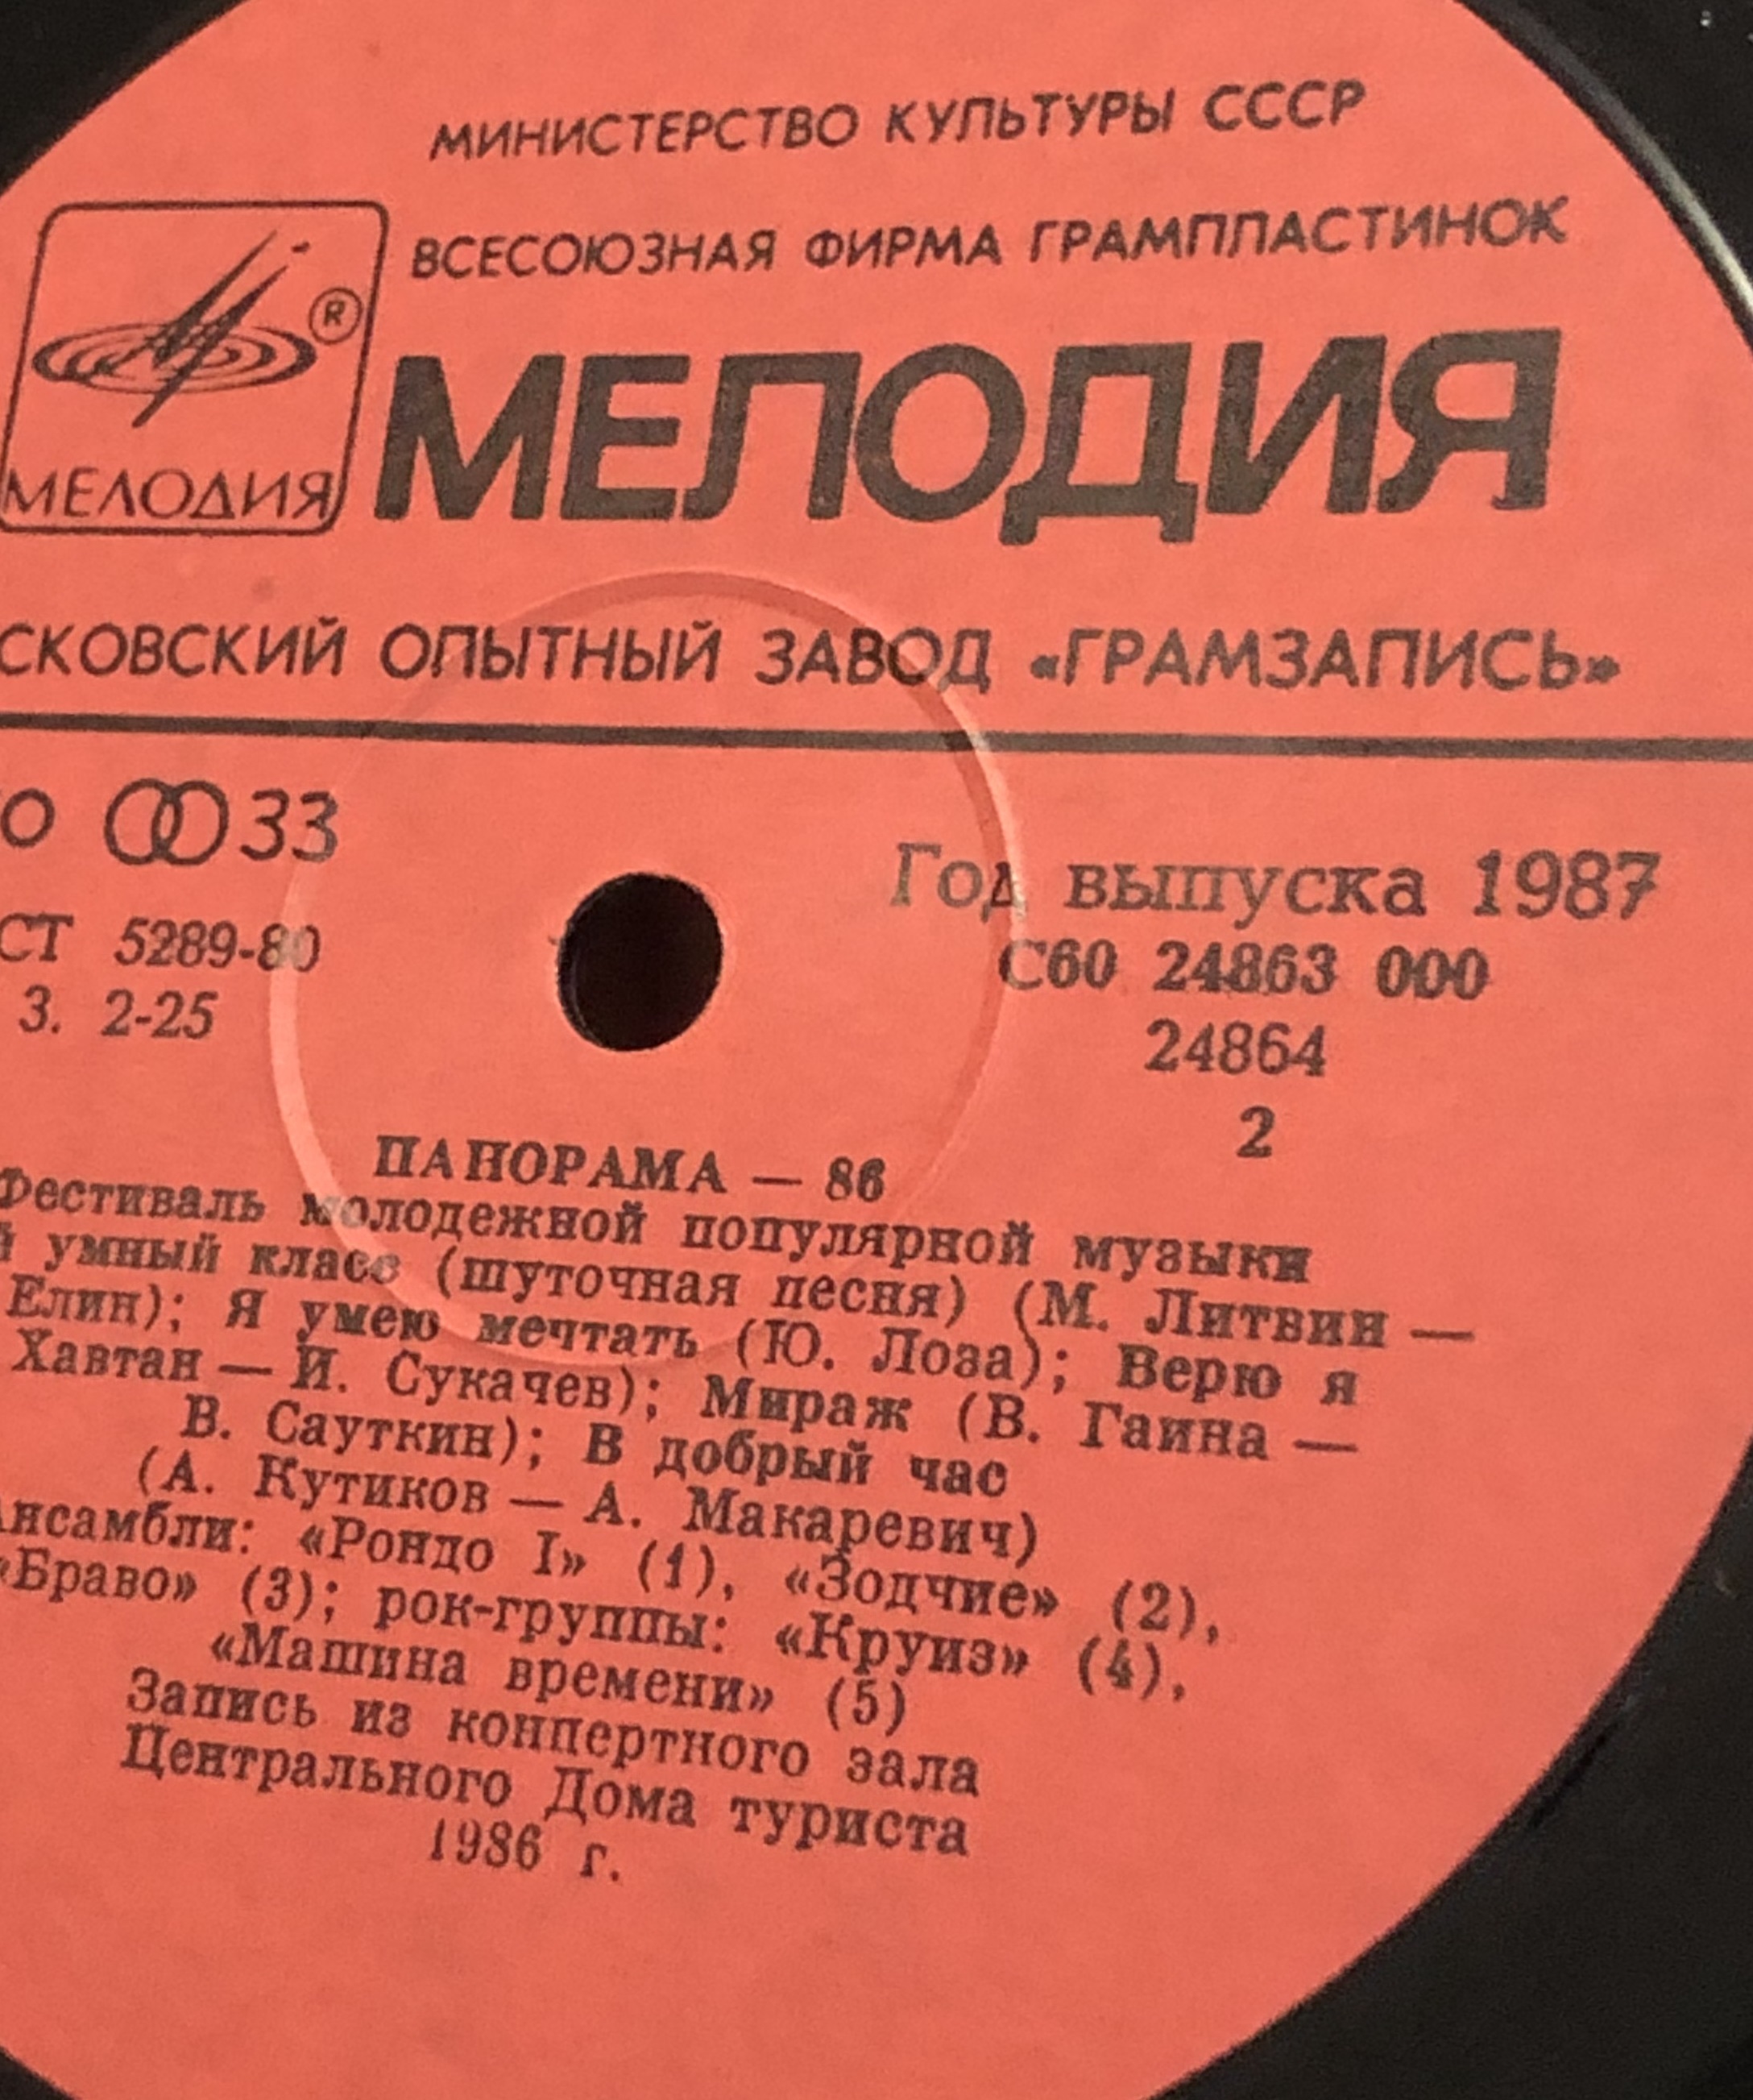 МИНИСТЕРСТВО КУЛЬТУРЫ СССР
ВСЕСОЮЗНАЯ ФИРМА ГРАМПЛАСТИНОК
®
МЕЛОДИЯ
МЕЛОДИЯ
СКОВСКИЙ ОПЫТНЫЙ ЗАВОД «ГРАМЗАПИСЬ»
33
Год выпуска 1987
СТ 5289-80
С60 24863 000
3. 2-25
24864
2
ПАНОРАМА — 86
Фестиваль молодежной популярной музыки
й умный класс (шуточная песня) (М. Литвин —
Елин); Я умею мечтать (Ю. Лоза); Верю я
Хавтан — И. Сукачев); Мираж (В. Гаина —
В. Сауткин); В добрый час
(А. Кутиков — А. Макаревич)
Ансамбли: «Рондо I» (1), «Зодчие» (2),
«Браво» (3); рок-группы: «Круиз» (4),
«Машина времени» (5)
Запись из концертного зала
Центрального Дома туриста
1986 г.